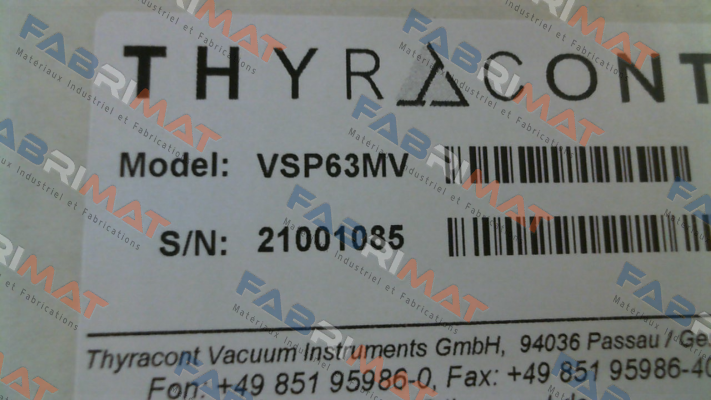 THYRACONT
Model: VSP63MV
S/N: 21001085
Thyracont Vacuum Instruments GmbH, 94036 Passau / Ge
Fon: +49 851 95986-0, Fax: +49 851 95986-40
FABRIMAT
Materiaux Industriel et Fabrications